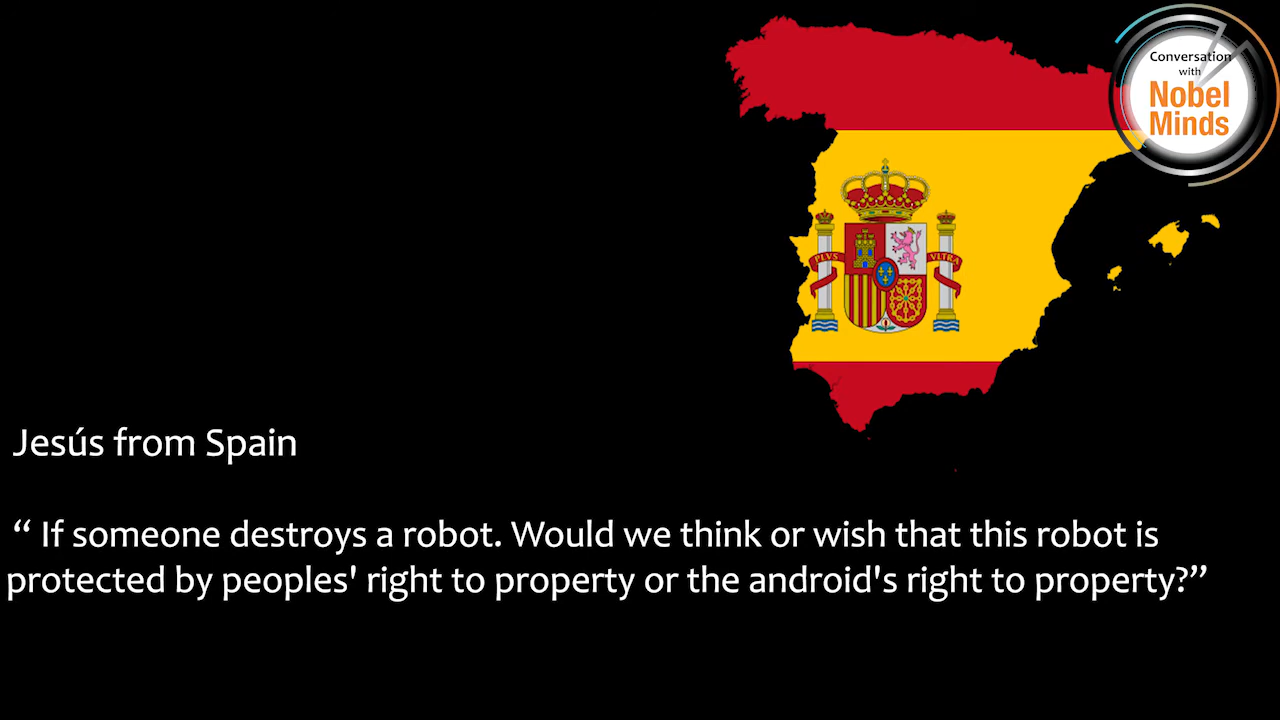 Conversation
with
Nobel
Minds
PLVS
VLTRA
Jesús from Spain
“ If someone destroys a robot. Would we think or wish that this robot is
protected by peoples' right to property or the android's right to property?”